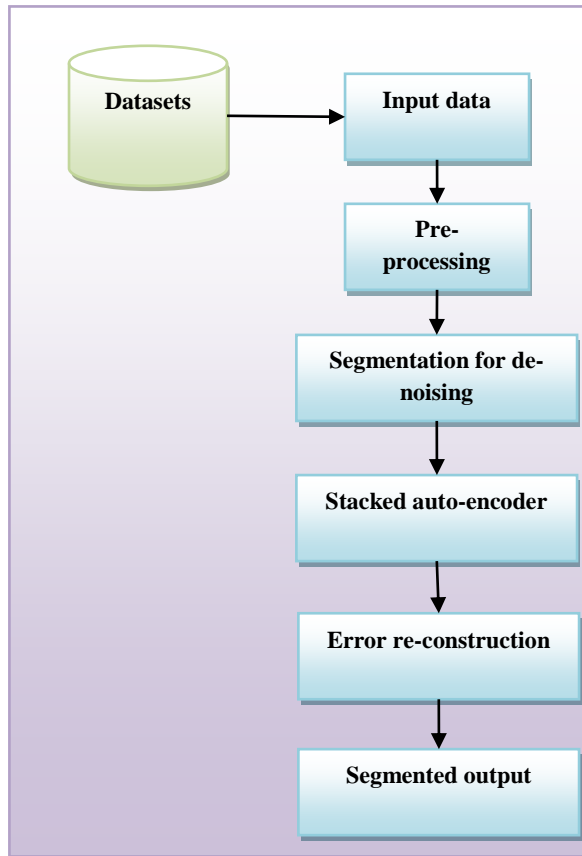 Datasets
Input data
Pre-
processing
Segmentation for de-
noising
Stacked auto-encoder
Error re-construction
Segmented output